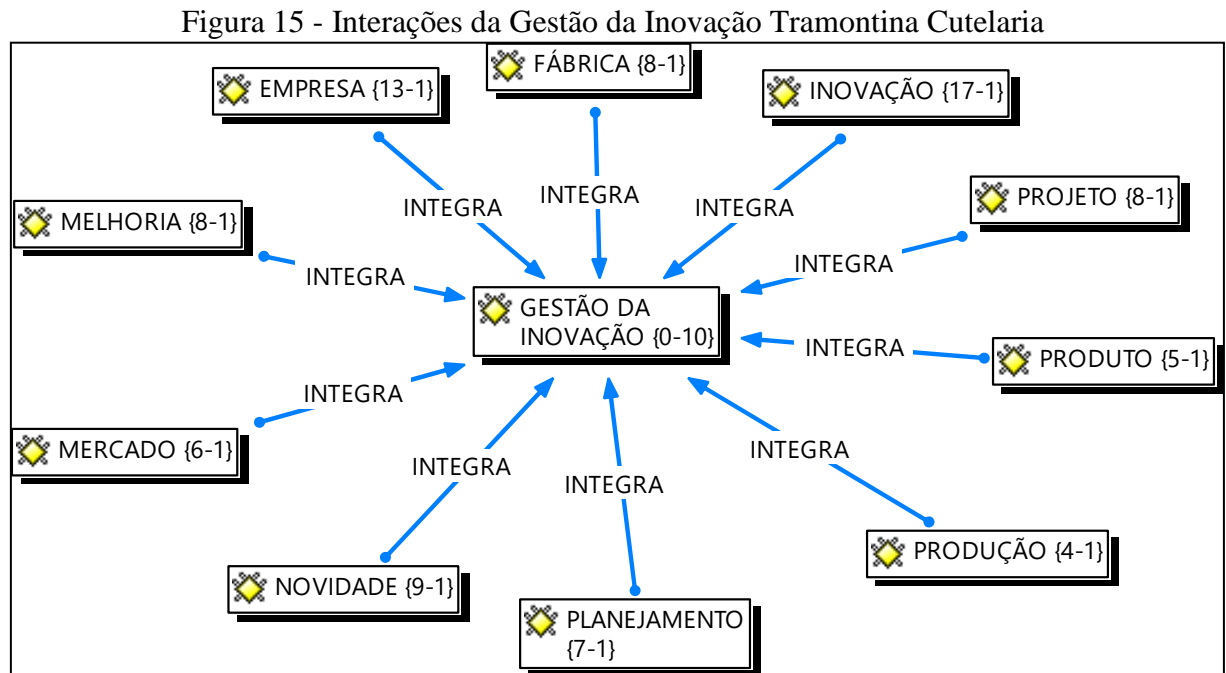 Figura 15 - Interações da Gestão da Inovação Tramontina Cutelaria
EMPRESA {13-1}
FÁBRICA {8-1}
INOVAÇÃO {17-1}
INTEGRA
INTEGRA
INTEGRA
MELHORIA {8-1}
PROJETO {8-1}
INTEGRA
INTEGRA
GESTÃO DA
INOVAÇÃO {0-10}
INTEGRA
PRODUTO {5-1}
INTEGRA
MERCADO {6-1}
INTEGRA
INTEGRA
INTEGRA
NOVIDADE {9-1}
PLANEJAMENTO
{7-1}
PRODUÇÃO {4-1}